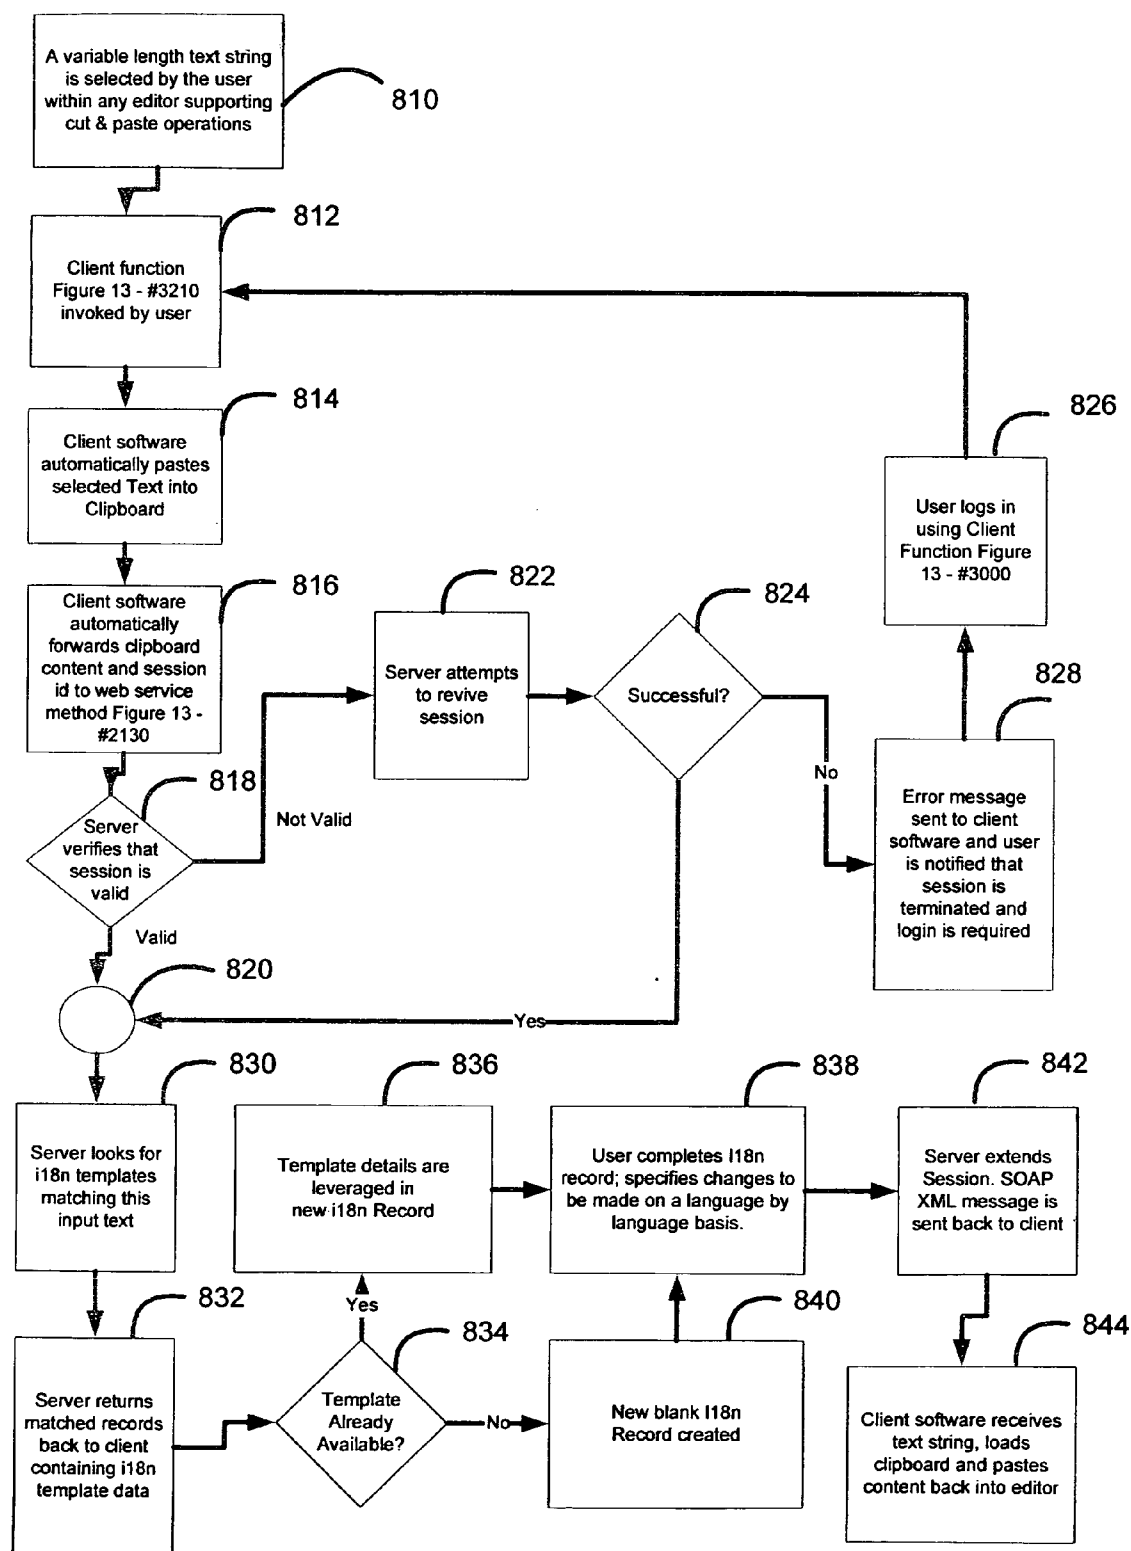 A variable length text string
is selected by the user
within any editor supporting
cut & paste operations
810
812
Client function
Figure 13 - #3210
invoked by user
814
Client software
automatically pastes
selected Text into
Clipboard
826
User logs in
using Client
Function Figure
13 - #3000
816
Client software
automatically
forwards clipboard
content and session
id to web service
method Figure 13 -
#2130
822
Server attempts
to revive
session
824
Successful?
828
No
Error message
sent to client
software and user
is notified that
session is
terminated and
login is required
818
Server
verifies that
session is
valid
Not Valid
Valid
820
Yes
830
Server looks for
i18n templates
matching this
input text
836
Template details are
leveraged in
new i18n Record
838
User completes I18n
record; specifies changes to
be made on a language by
language basis.
842
Server extends
Session. SOAP
XML message is
sent back to client
832
Server returns
matched records
back to client
containing i18n
template data
Yes
834
Template
Already
Available?
No
840
New blank I18n
Record created
844
Client software receives
text string, loads
clipboard and pastes
content back into editor